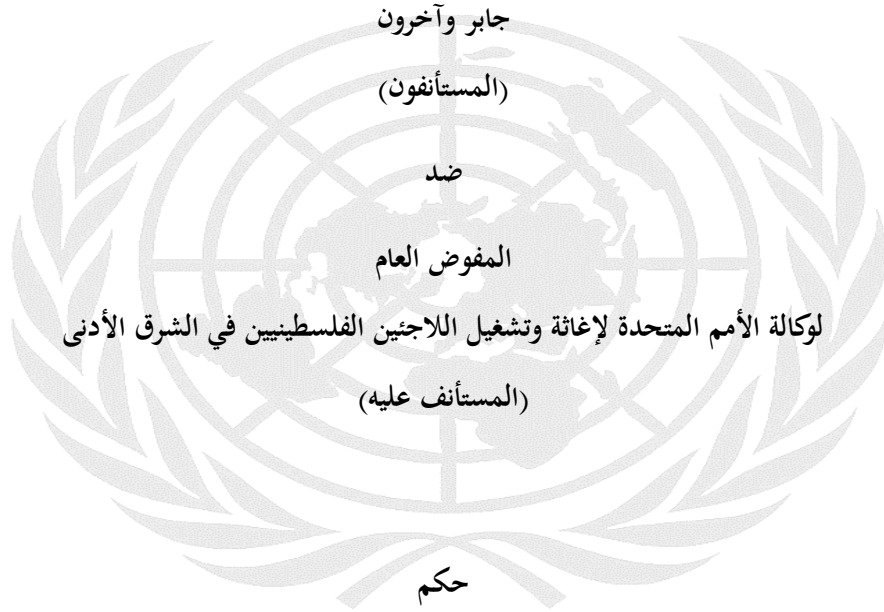 جابر وآخرون
(المستأنفون)
ضد
المفوض العام
لوكالة الأمم المتحدة لإغاثة وتشغيل اللاجئين الفلسطينيين في الشرق الأدنى
(المستأنف عليه)
حكم